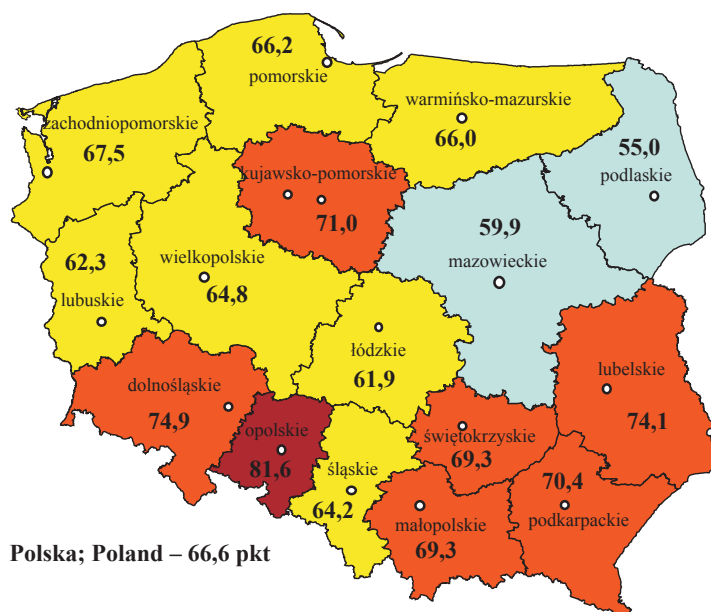 66,2
pomorskie
warmińsko-mazurskie
66,0
zachodniopomorskie
67,5
55,0
podlaskie
kujawsko-pomorskie
71,0
59,9
mazowieckie
62,3
lubuskie
wielkopolskie
64,8
łódzkie
61,9
lubelskie
74,1
dolnośląskie
74,9
opolskie
81,6
śląskie
64,2
świętokrzyskie
69,3
70,4
podkarpackie
małopolskie
69,3
Polska; Poland – 66,6 pkt